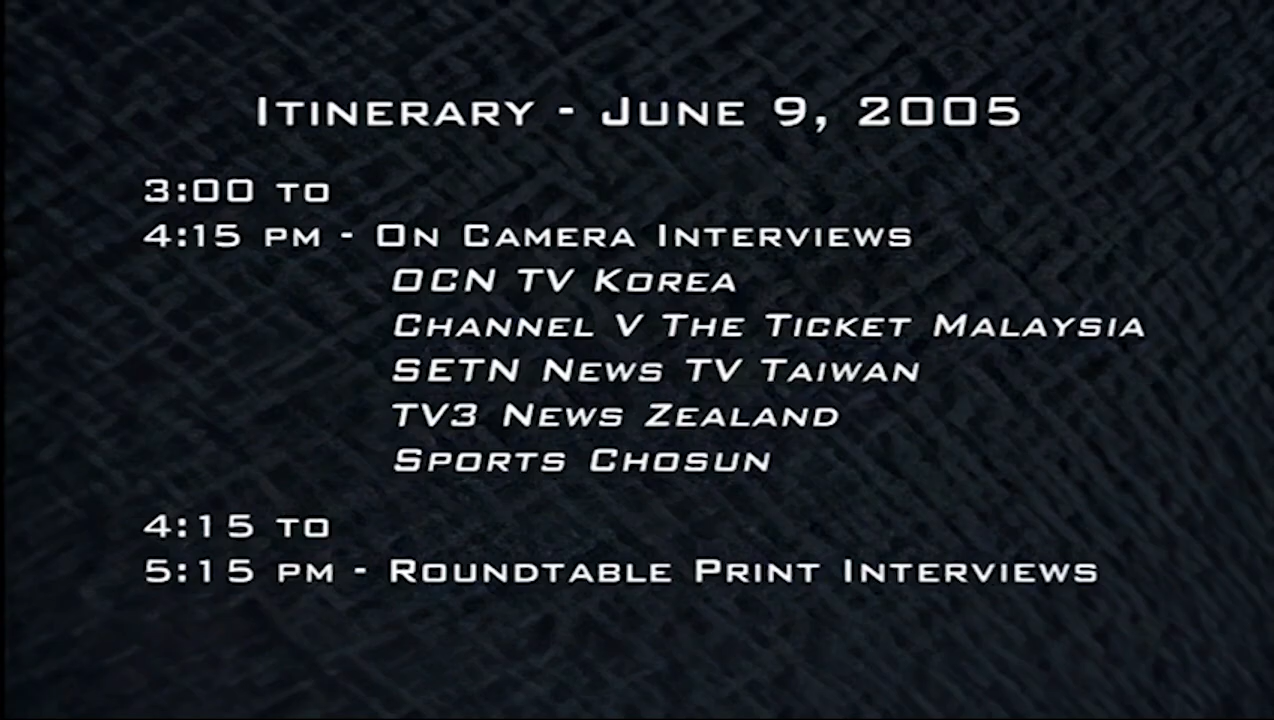 Itinerary - June 9, 2005
3:00 to
4:15 pm - On Camera Interviews
OCN TV Korea
Channel V The Ticket Malaysia
SETN News TV Taiwan
TV3 News Zealand
Sports Chosun
4:15 to
5:15 pm - Roundtable Print Interviews